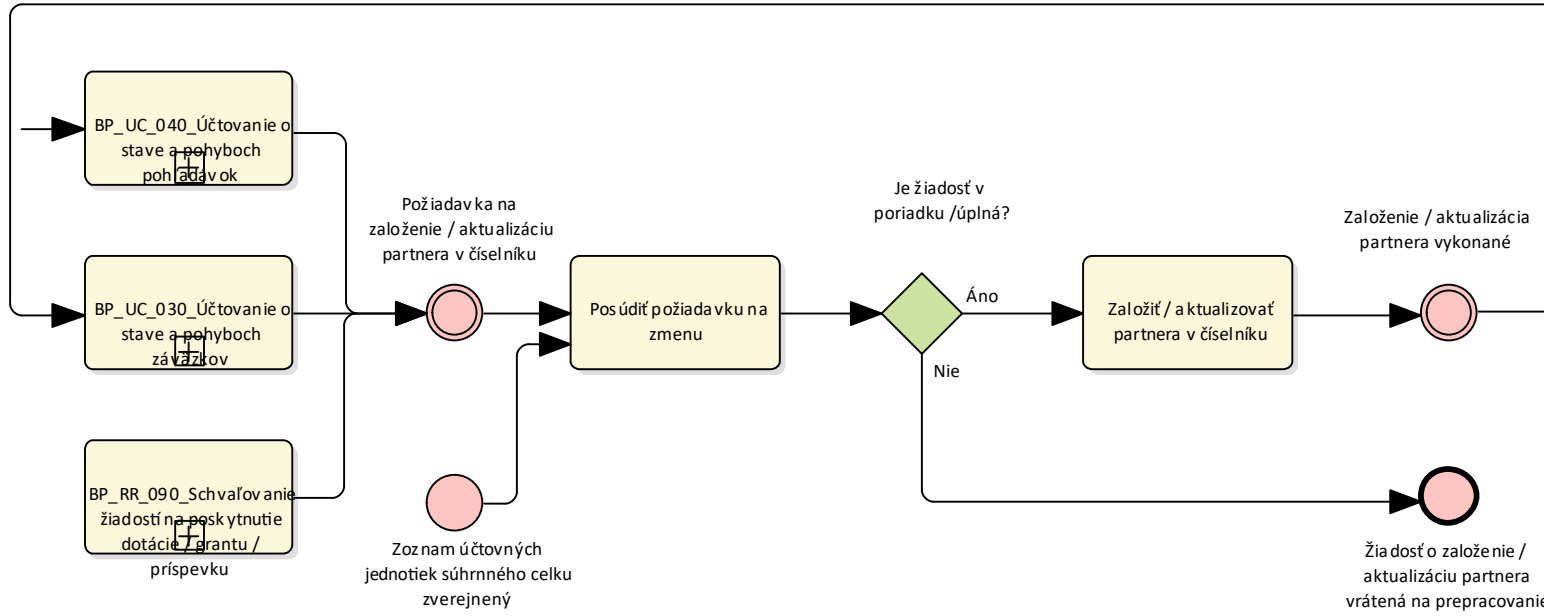 BP_UC_040_Účtovanie o
stave a pohyboch
pohľadávok
BP_UC_030_Účtovanie o
stave a pohyboch
záväzkov
BP_RR_090_Schvaľovanie
žiadostí na poskytnutie
dotácie / grantu /
príspevku
Požiadavka na
založenie / aktualizáciu
partnera v číselníku
Zoznam účtovných
jednotiek súhrnného celku
zverejnený
Posúdiť požiadavku na
zmenu
Je žiadosť v
poriadku /úplná?
Áno
Nie
Založiť / aktualizovať
partnera v číselníku
Založenie / aktualizácia
partnera vykonané
Žiadosť o založenie /
aktualizáciu partnera
vrátená na prepracovanie